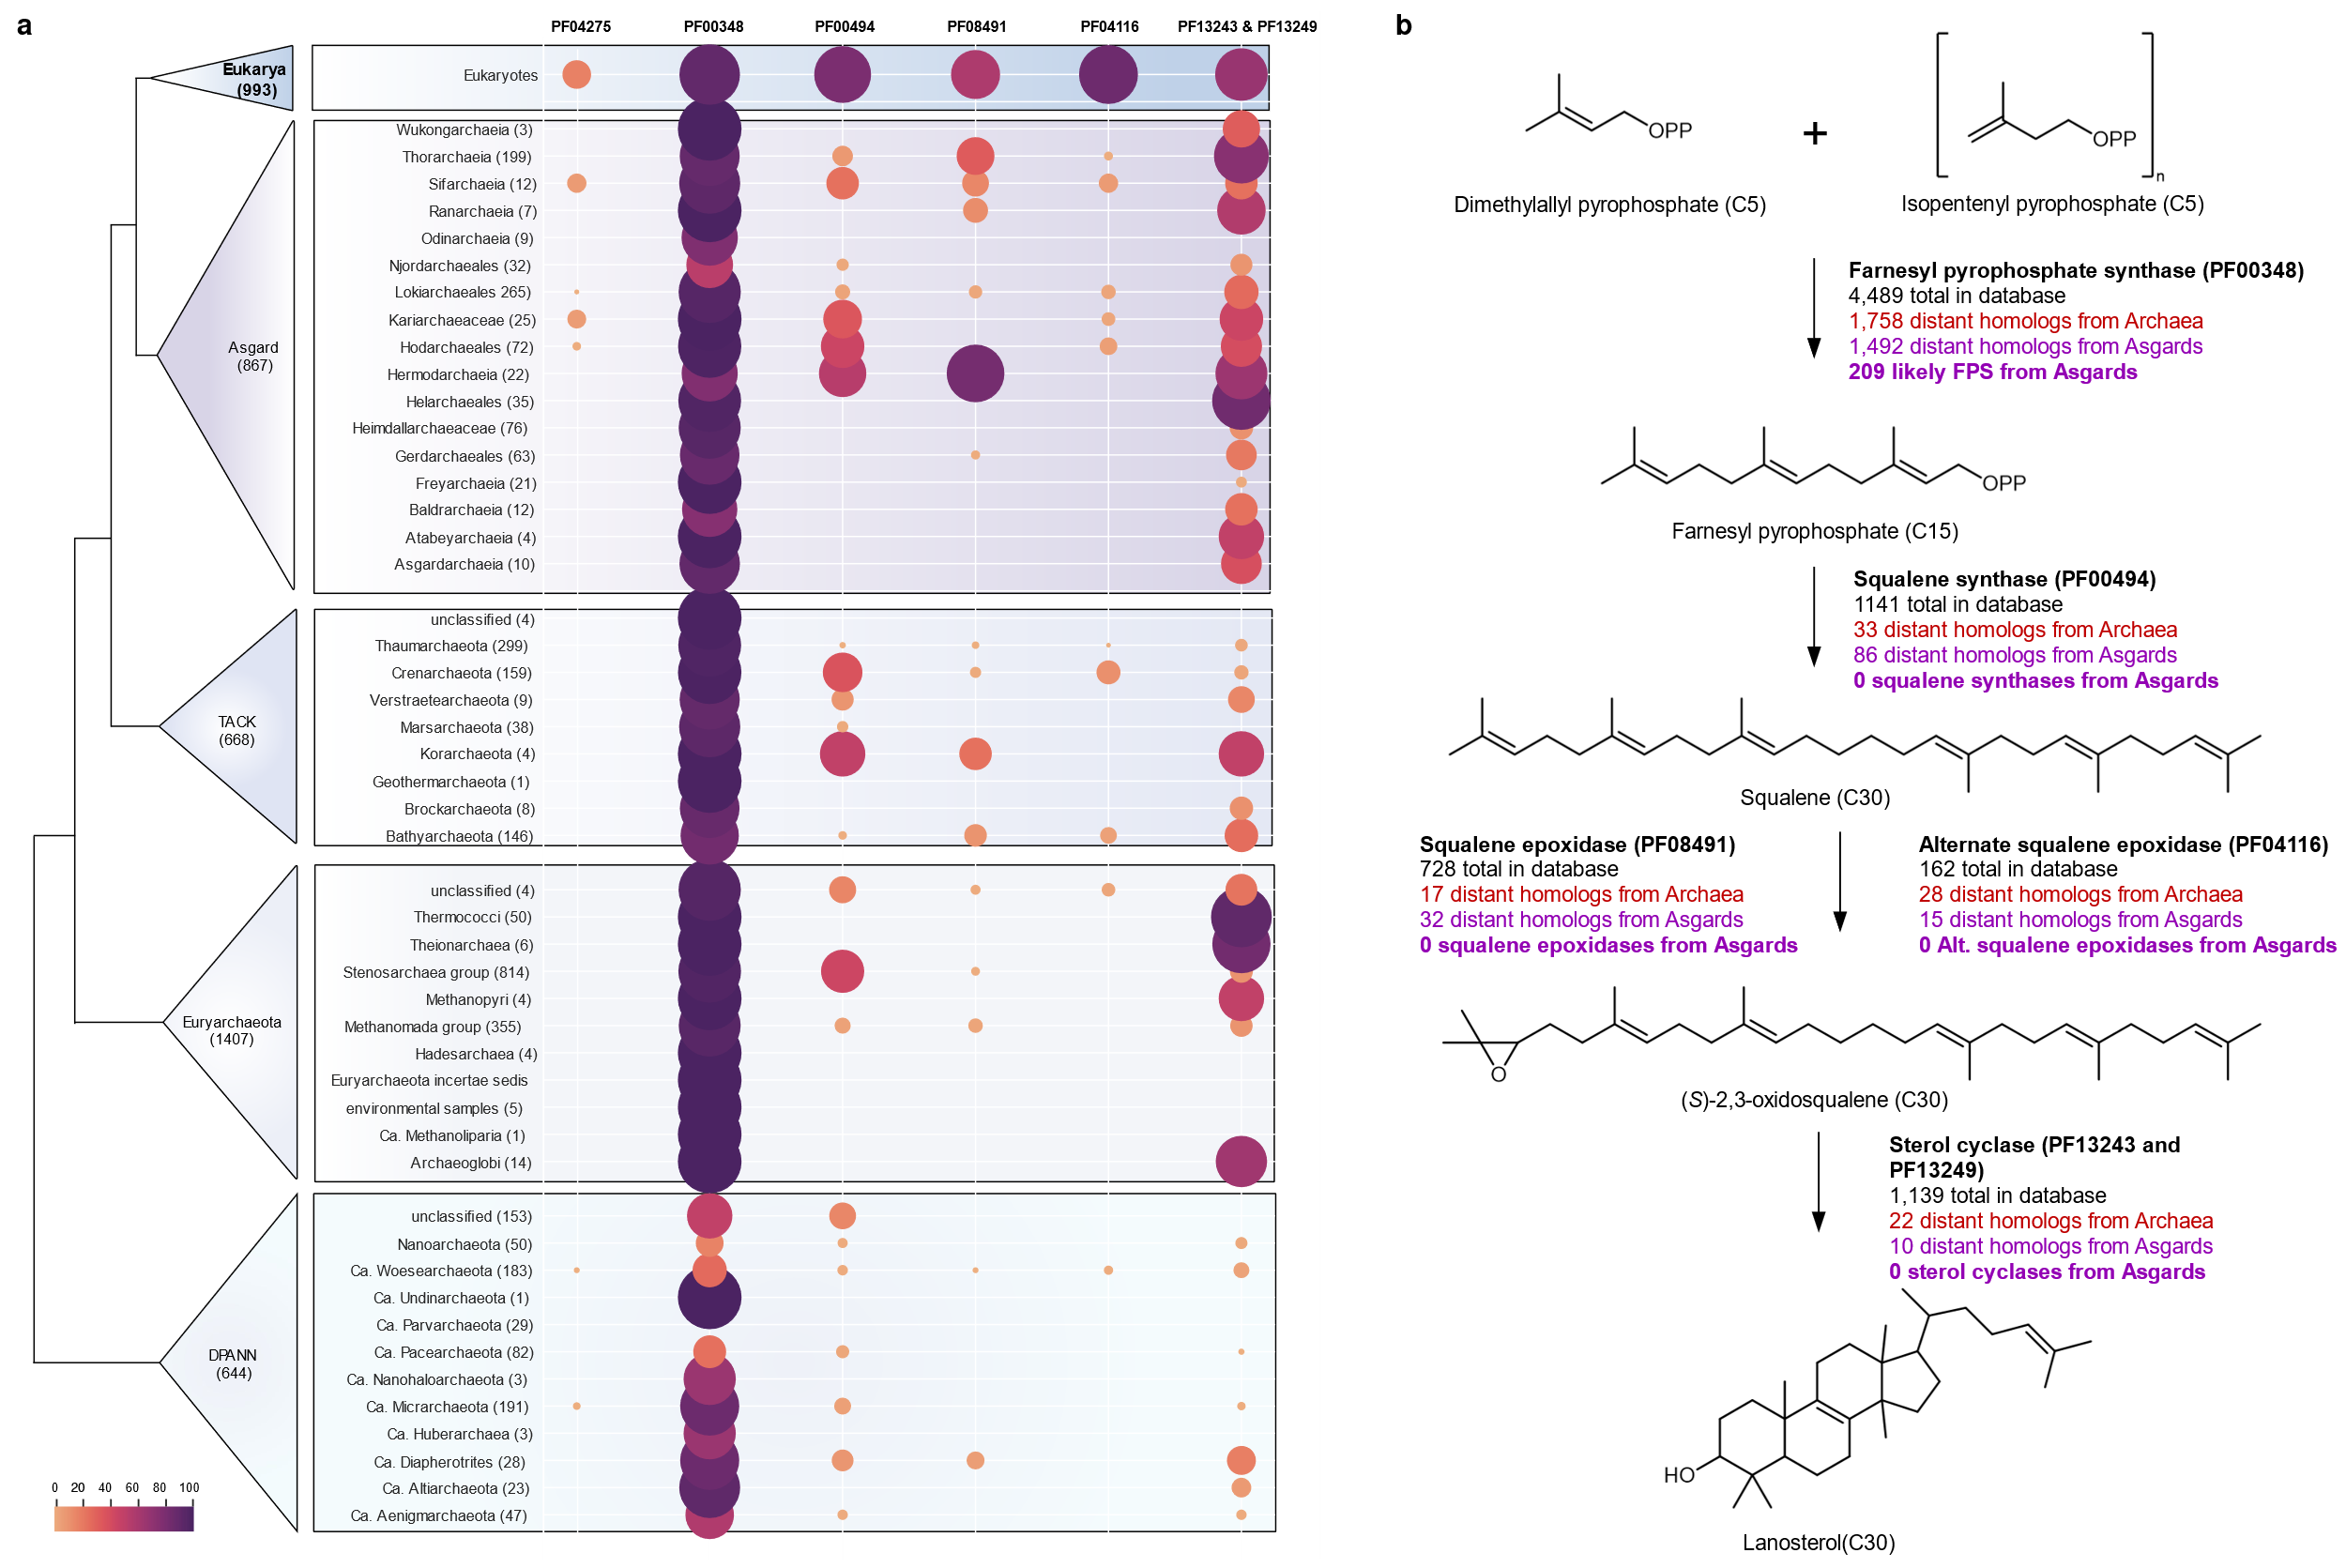 a
PF04275 PF00348 PF00494 PF08491 PF04116 PF13243 & PF13249
Eukarya
(993)
Eukaryotes
Asgard
(867)
Wukongarchaeia (3)
Thorarchaeia (199)
Sifarchaeia (12)
Ranarchaeia (7)
Odinarchaeia (9)
Njordarchaeales (32)
Lokiarchaeales 265)
Kariarchaeaceae (25)
Hodarchaeales (72)
Hermodarchaeia (22)
Helarchaeales (35)
Heimdallarchaeaceae (76)
Gerdarchaeales (63)
Freyarchaeia (21)
Baldrarchaeia (12)
Atabeyarchaeia (4)
Asgardarchaeia (10)
TACK
(668)
unclassified (4)
Thaumarchaeota (299)
Crenarchaeota (159)
Verstraetearchaeota (9)
Marsarchaeota (38)
Korarchaeota (4)
Geothermarchaeota (1)
Brockarchaeota (8)
Bathyarchaeota (146)
Euryarchaeota
(1407)
unclassified (4)
Thermococci (50)
Theionarchaea (6)
Stenosarchaea group (814)
Methanopyri (4)
Methanomada group (355)
Hadesarchaea (4)
Euryarchaeota incertae sedis
environmental samples (5)
Ca. Methanoliparia (1)
Archaeoglobi (14)
DPANN
(644)
unclassified (153)
Nanoarchaeota (50)
Ca. Woesearchaeota (183)
Ca. Undinarchaeota (1)
Ca. Parvarchaeota (29)
Ca. Pacearchaeota (82)
Ca. Nanohaloarchaeota (3)
Ca. Micrarchaeota (191)
Ca. Huberarchaea (3)
Ca. Diapherotrites (28)
Ca. Altiarchaeota (23)
Ca. Aenigmarchaeota (47)
0 20 40 60 80 100
b
OPP
+
OPP
n
Dimethylallyl pyrophosphate (C5)
Isopentenyl pyrophosphate (C5)
Farnesyl pyrophosphate synthase (PF00348)
4,489 total in database
1,758 distant homologs from Archaea
1,492 distant homologs from Asgards
209 likely FPS from Asgards
OPP
Farnesyl pyrophosphate (C15)
Squalene synthase (PF00494)
1141 total in database
33 distant homologs from Archaea
86 distant homologs from Asgards
0 squalene synthases from Asgards
Squalene (C30)
Squalene epoxidase (PF08491)
728 total in database
17 distant homologs from Archaea
32 distant homologs from Asgards
0 squalene epoxidases from Asgards
Alternate squalene epoxidase (PF04116)
162 total in database
28 distant homologs from Archaea
15 distant homologs from Asgards
0 Alt. squalene epoxidases from Asgards
O
(S)-2,3-oxidosqualene (C30)
Sterol cyclase (PF13243 and
PF13249)
1,139 total in database
22 distant homologs from Archaea
10 distant homologs from Asgards
0 sterol cyclases from Asgards
HO
Lanosterol(C30)